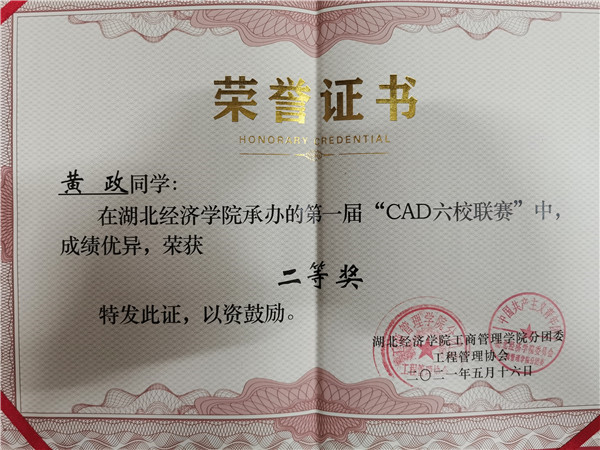 荣誉证书
HONORARY CREDENTIAL
黄政同学：
在湖北经济学院承办的第一届“CAD六校联赛”中，
成绩优异，荣获
二等奖
特发此证，以资鼓励。
湖北经济学院工商管理学院分团委
工程管理协会
二〇二一年五月十六日